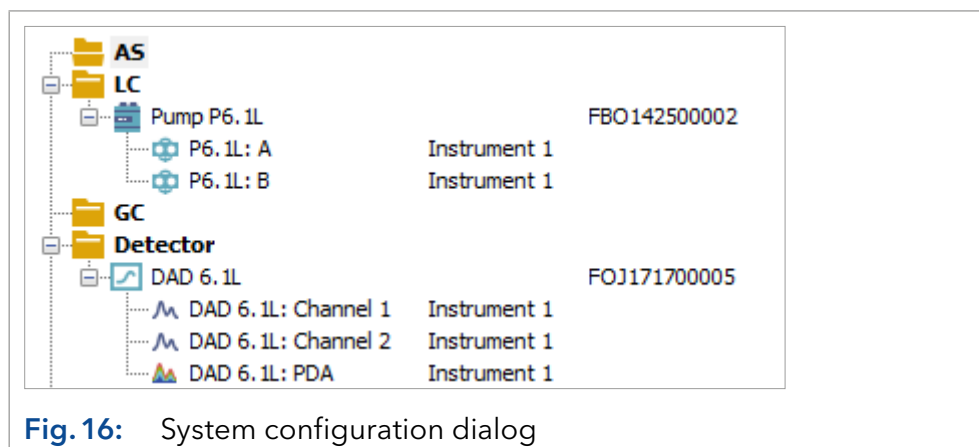 AS
LC
Pump P6.1L FBO142500002
P6.1L: A Instrument 1
P6.1L: B Instrument 1
GC
Detector
DAD 6.1L FOJ171700005
DAD 6.1L: Channel 1 Instrument 1
DAD 6.1L: Channel 2 Instrument 1
DAD 6.1L: PDA Instrument 1
Fig. 16: System configuration dialog